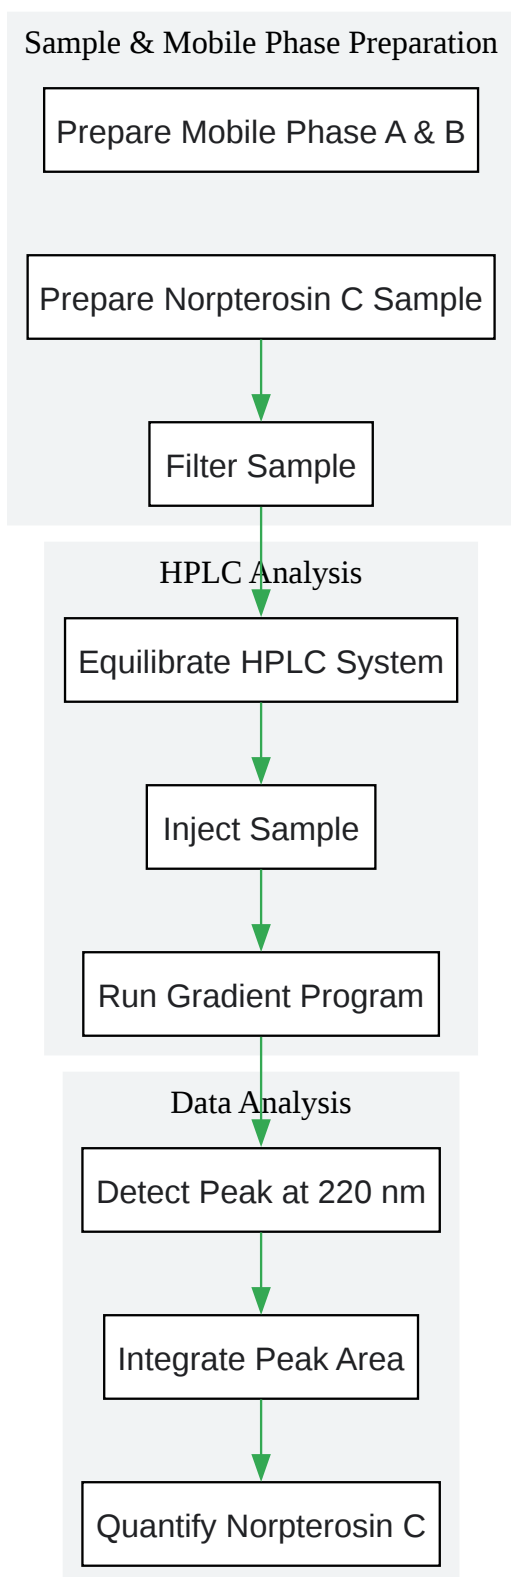 Sample & Mobile Phase Preparation
Prepare Mobile Phase A & B
Prepare Norpterosin C Sample
Filter Sample
HPLC Analysis
Equilibrate HPLC System
Inject Sample
Run Gradient Program
Data Analysis
Detect Peak at 220 nm
Integrate Peak Area
Quantify Norpterosin C